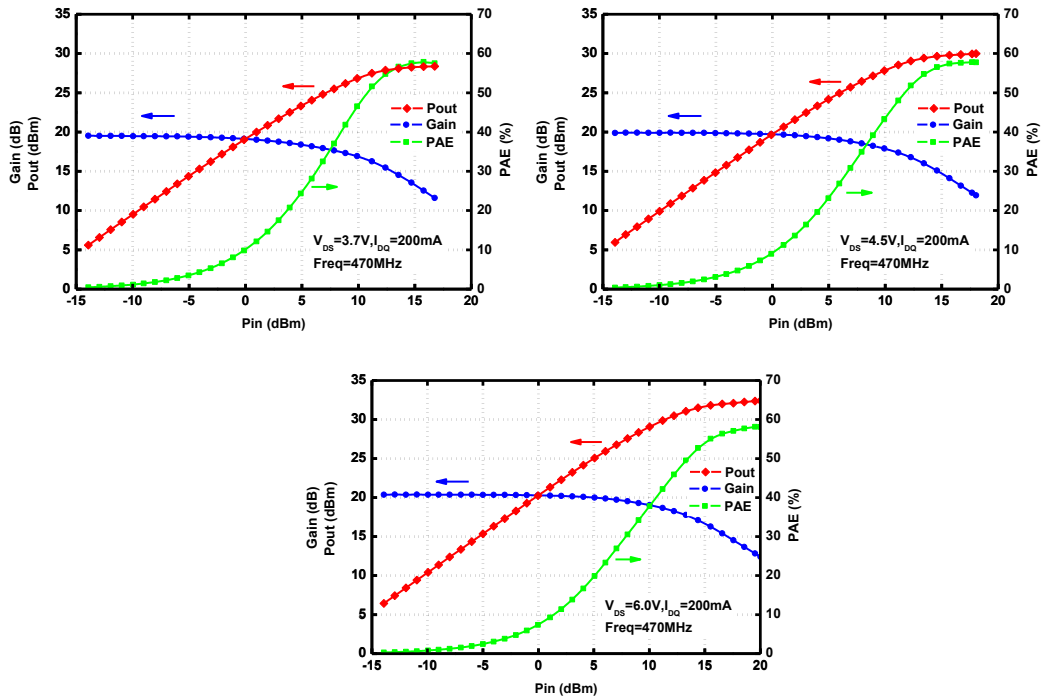 35
30
25
20
15
10
5
0
Gain (dB)
Pout (dBm)
-15
-10
-5
0
5
10
15
20
Pin (dBm)
70
60
50
40
30
20
10
0
PAE (%)
Pout
Gain
PAE
V_DS=3.7V,I_DQ=200mA
Freq=470MHz
35
30
25
20
15
10
5
0
Gain (dB)
Pout (dBm)
-15
-10
-5
0
5
10
15
20
Pin (dBm)
70
60
50
40
30
20
10
0
PAE (%)
Pout
Gain
PAE
V_DS=4.5V,I_DQ=200mA
Freq=470MHz
35
30
25
20
15
10
5
0
Gain (dB)
Pout (dBm)
-15
-10
-5
0
5
10
15
20
Pin (dBm)
70
60
50
40
30
20
10
0
PAE (%)
Pout
Gain
PAE
V_DS=6.0V,I_DQ=200mA
Freq=470MHz